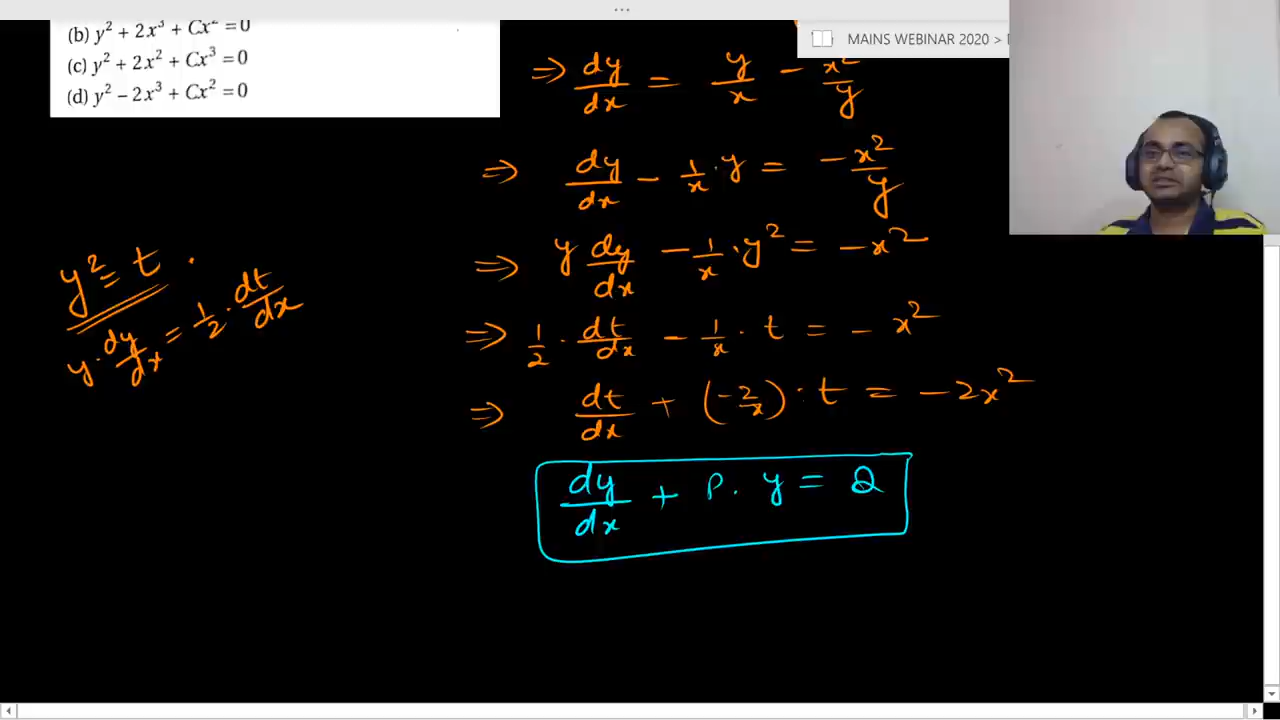 (b) y² + 2x³ + Cx² = 0
(c) y² + 2x² + Cx³ = 0
(d) y² − 2x³ + Cx² = 0
MAINS WEBINAR 2020 >
⇒ dy/dx = y/x − x²/y
⇒ dy/dx − 1/x · y = −x²/y
⇒ y dy/dx − 1/x · y² = −x²
⇒ 1/2 · dt/dx − 1/x · t = − x²
⇒ dt/dx + (−2/x) · t = −2x²
dy/dx + P. y = Q
y² = t .
y. dy/dx = 1/2 . dt/dx